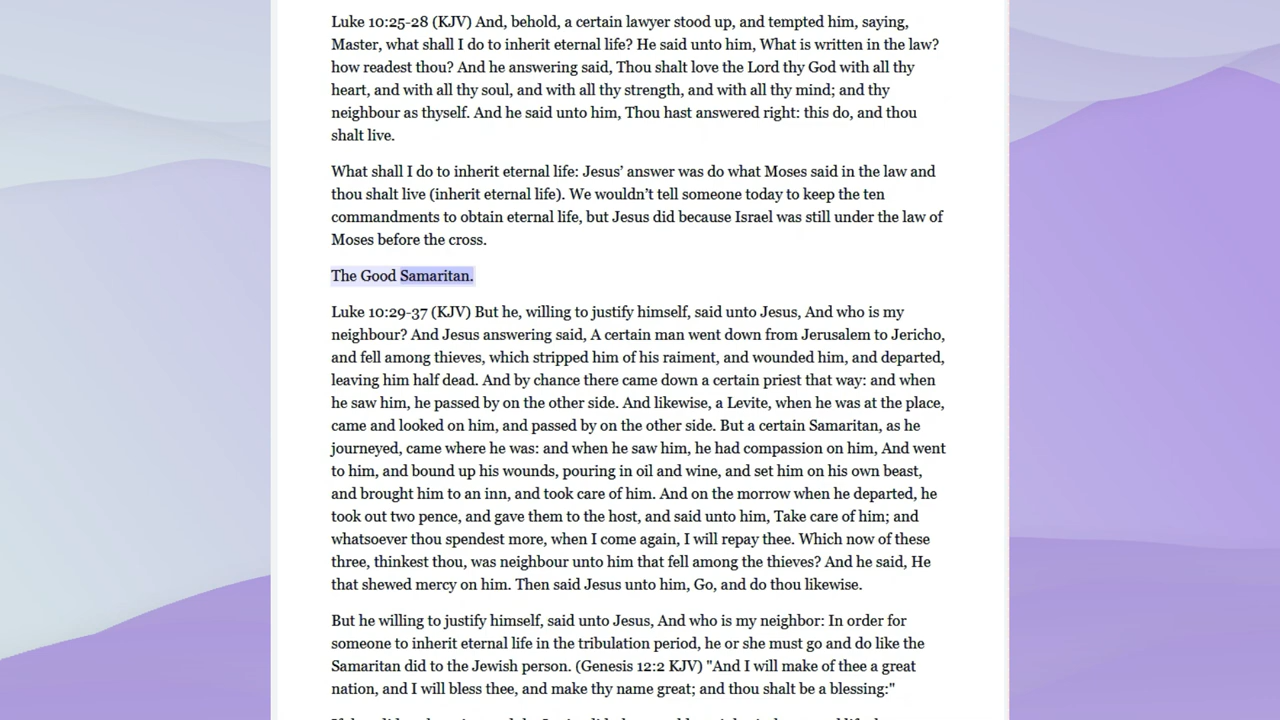 Luke 10:25-28 (KJV) And, behold, a certain lawyer stood up, and tempted him, saying,
Master, what shall I do to inherit eternal life? He said unto him, What is written in the law?
how readest thou? And he answering said, Thou shalt love the Lord thy God with all thy
heart, and with all thy soul, and with all thy strength, and with all thy mind; and thy
neighbour as thyself. And he said unto him, Thou hast answered right: this do, and thou
shalt live.
What shall I do to inherit eternal life: Jesus’ answer was do what Moses said in the law and
thou shalt live (inherit eternal life). We wouldn’t tell someone today to keep the ten
commandments to obtain eternal life, but Jesus did because Israel was still under the law of
Moses before the cross.
The Good Samaritan.
Luke 10:29-37 (KJV) But he, willing to justify himself, said unto Jesus, And who is my
neighbour? And Jesus answering said, A certain man went down from Jerusalem to Jericho,
and fell among thieves, which stripped him of his raiment, and wounded him, and departed,
leaving him half dead. And by chance there came down a certain priest that way: and when
he saw him, he passed by on the other side. And likewise, a Levite, when he was at the place,
came and looked on him, and passed by on the other side. But a certain Samaritan, as he
journeyed, came where he was: and when he saw him, he had compassion on him, And went
to him, and bound up his wounds, pouring in oil and wine, and set him on his own beast,
and brought him to an inn, and took care of him. And on the morrow when he departed, he
took out two pence, and gave them to the host, and said unto him, Take care of him; and
whatsoever thou spendest more, when I come again, I will repay thee. Which now of these
three, thinkest thou, was neighbour unto him that fell among the thieves? And he said, He
that shewed mercy on him. Then said Jesus unto him, Go, and do thou likewise.
But he willing to justify himself, said unto Jesus, And who is my neighbor: In order for
someone to inherit eternal life in the tribulation period, he or she must go and do like the
Samaritan did to the Jewish person. (Genesis 12:2 KJV) "And I will make of thee a great
nation, and I will bless thee, and make thy name great; and thou shalt be a blessing:"